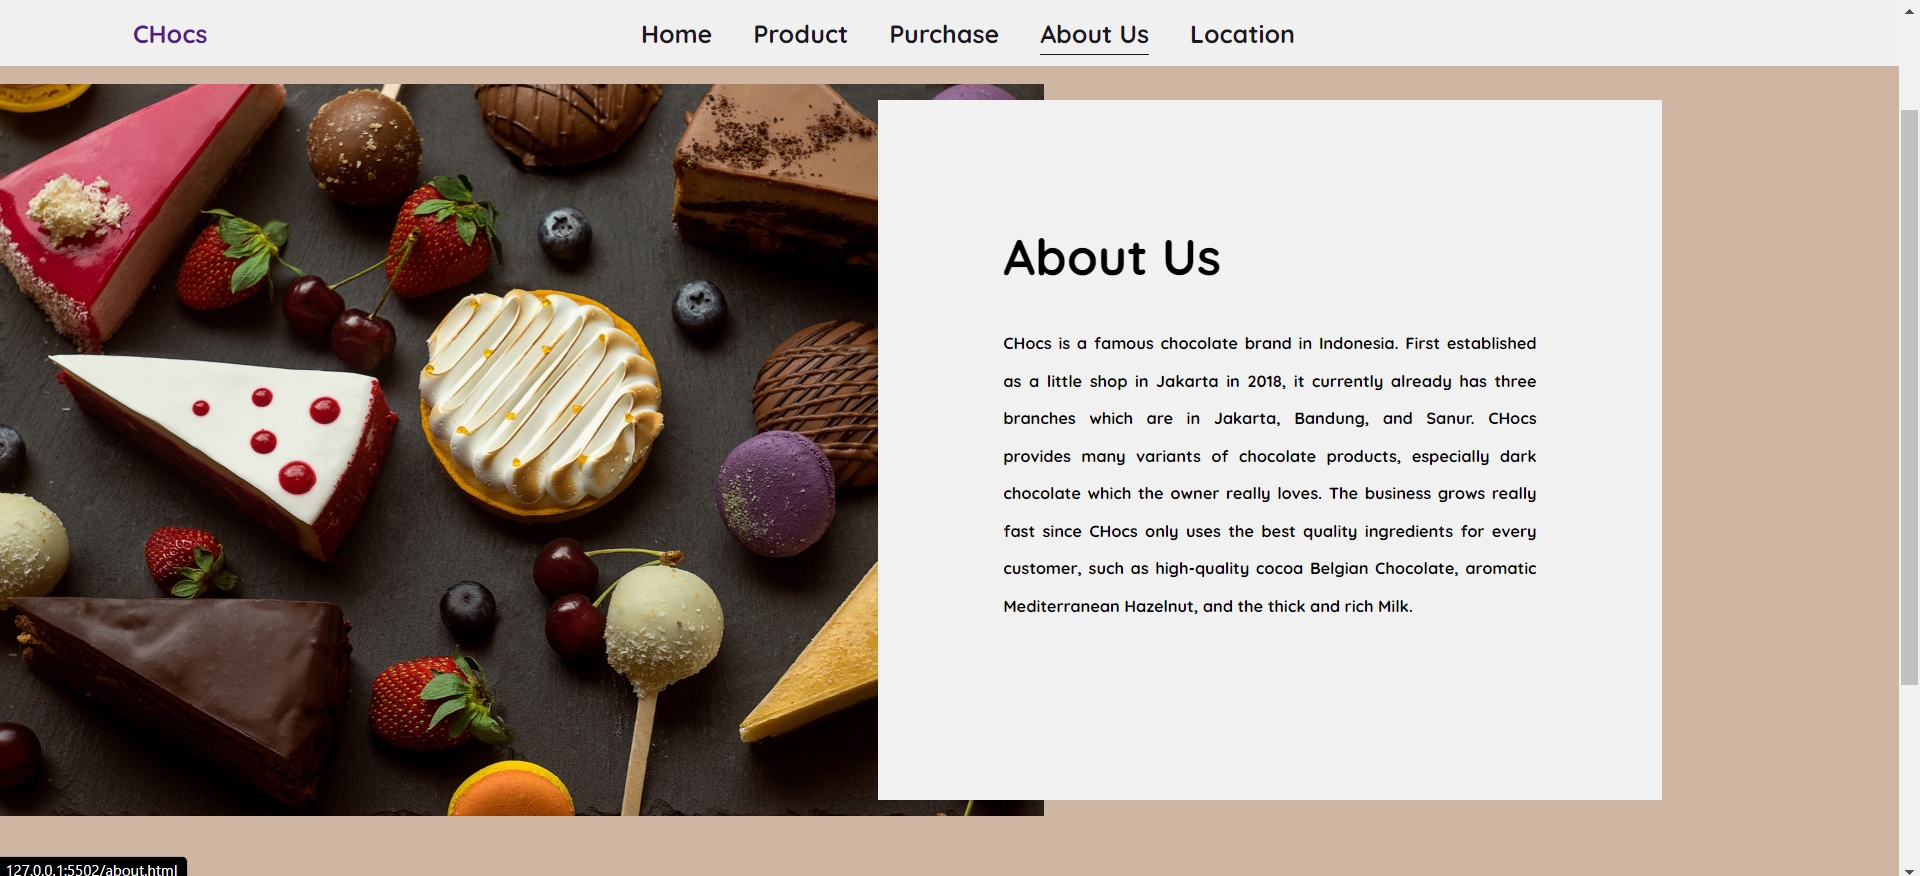 CHocs
Home Product Purchase About Us Location
About Us
CHocs is a famous chocolate brand in Indonesia. First established
as a little shop in Jakarta in 2018, it currently already has three
branches which are in Jakarta, Bandung, and Sanur. CHocs
provides many variants of chocolate products, especially dark
chocolate which the owner really loves. The business grows really
fast since CHocs only uses the best quality ingredients for every
customer, such as high-quality cocoa Belgian Chocolate, aromatic
Mediterranean Hazelnut, and the thick and rich Milk.
127.0.0.1:5502/about.html